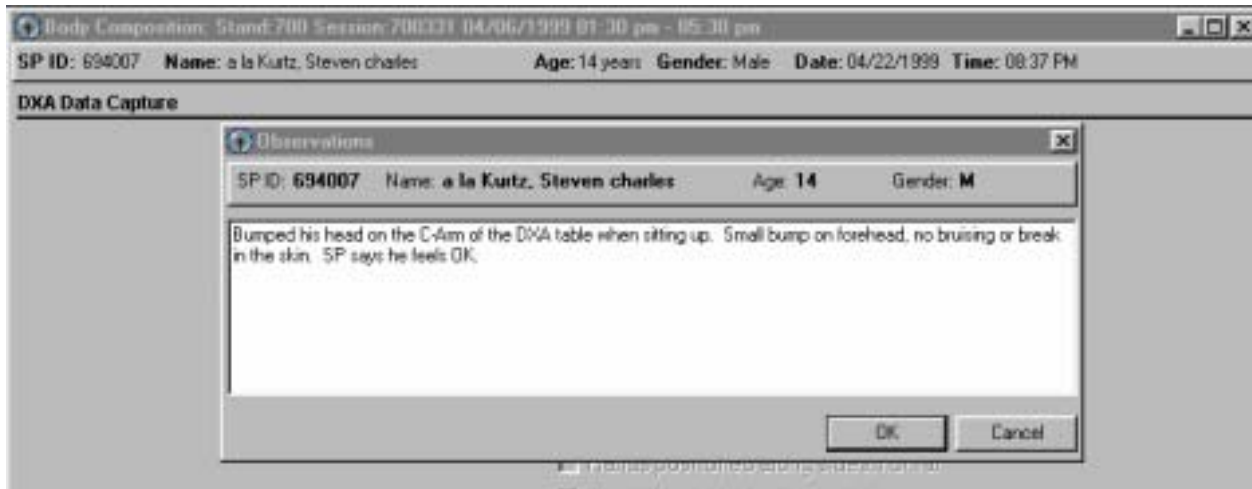 Body Composition: Stand:700 Session:700331 04/06/1999 01:30 pm - 05:30 pm
SP ID: 694007 Name: a la Kurtz, Steven charles Age: 14 years Gender: Male Date: 04/22/1999 Time: 08:37 PM
DXA Data Capture
Observations
SP ID: 694007 Name: a la Kurtz, Steven charles Age: 14 Gender: M
Bumped his head on the C-Arm of the DXA table when sitting up. Small bump on forehead, no bruising or break
in the skin. SP says he feels OK.
OK Cancel